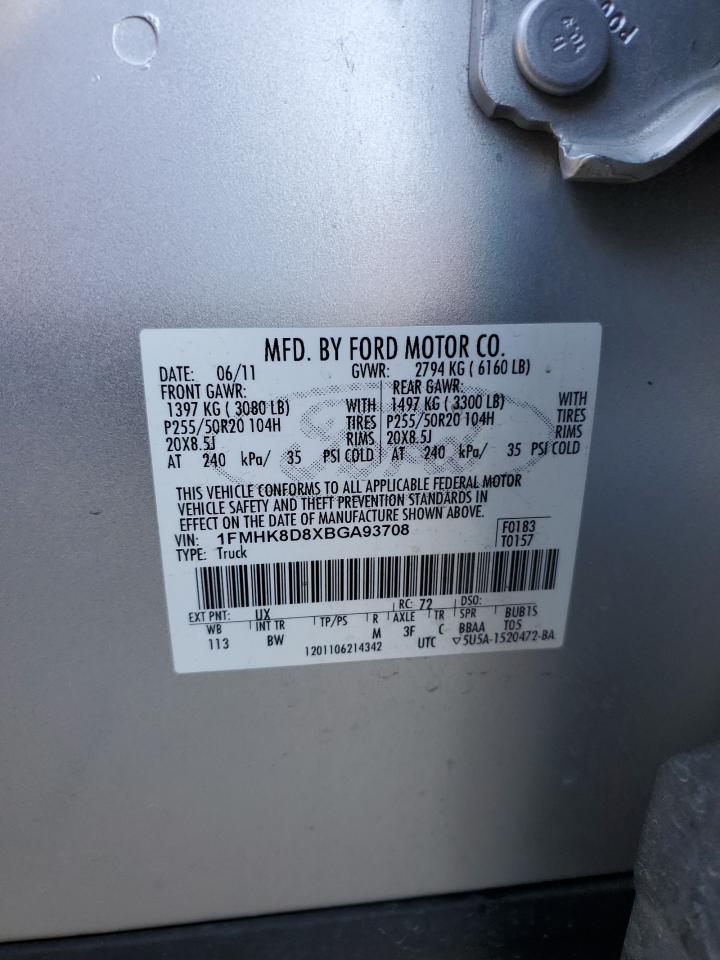 MFD. BY FORD MOTOR CO.
DATE: 06/11 GVWR: 2794 KG ( 6160 LB)
FRONT GAWR: REAR GAWR:
1397 KG ( 3080 LB) WITH 1497 KG ( 3300 LB) WITH
P255/50R20 104H TIRES P255/50R20 104H TIRES
20X8.5J RIMS 20X8.5J RIMS
AT 240 kPa/ 35 PSI COLD AT 240 kPa/ 35 PSI COLD
Ford
THIS VEHICLE CONFORMS TO ALL APPLICABLE FEDERAL MOTOR
VEHICLE SAFETY AND THEFT PREVENTION STANDARDS IN
EFFECT ON THE DATE OF MANUFACTURE SHOWN ABOVE.
VIN: 1FMHK8D8XBGA93708 F0183
TYPE: Truck T0157
EXT PNT: UX RC: 72 DSO:
WB INT TR TP/PS R AXLE TR SPR BUB1S
113 BW M 3F C BBAA T05
1201106214342 UTC ▽5U5A-1520472-BA